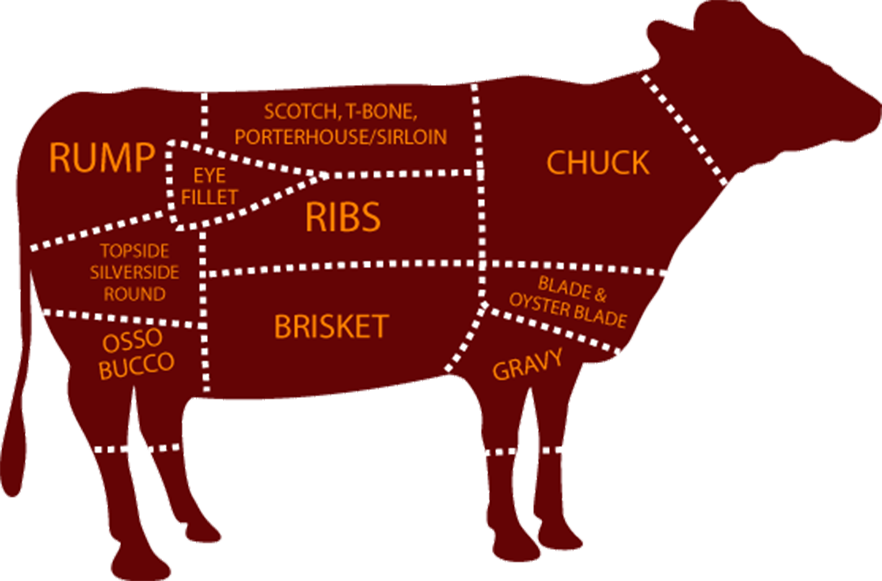 SCOTCH, T-BONE,
PORTERHOUSE/SIRLOIN
RUMP
EYE
FILLET
CHUCK
RIBS
TOPSIDE
SILVERSIDE
ROUND
BLADE &
OYSTER BLADE
BRISKET
OSSO
BUCCO
GRAVY